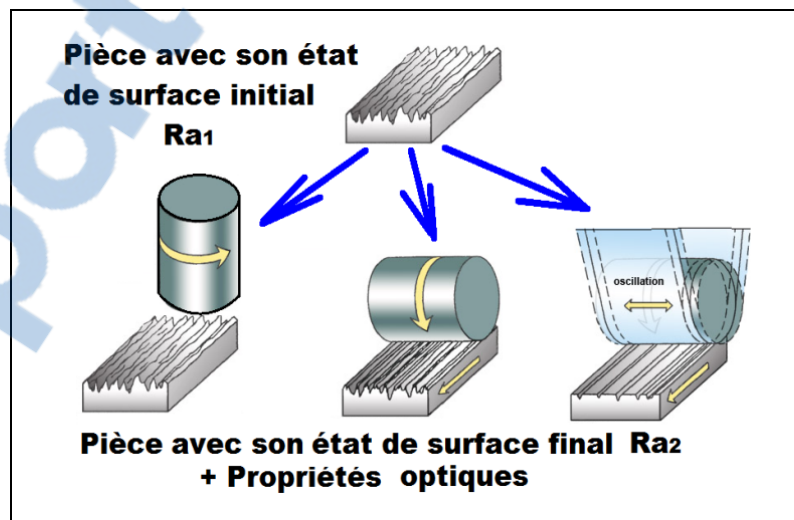 Pièce avec son état
de surface initial
Ra1
oscillation
Pièce avec son état de surface final Ra2
+ Propriétés optiques
port